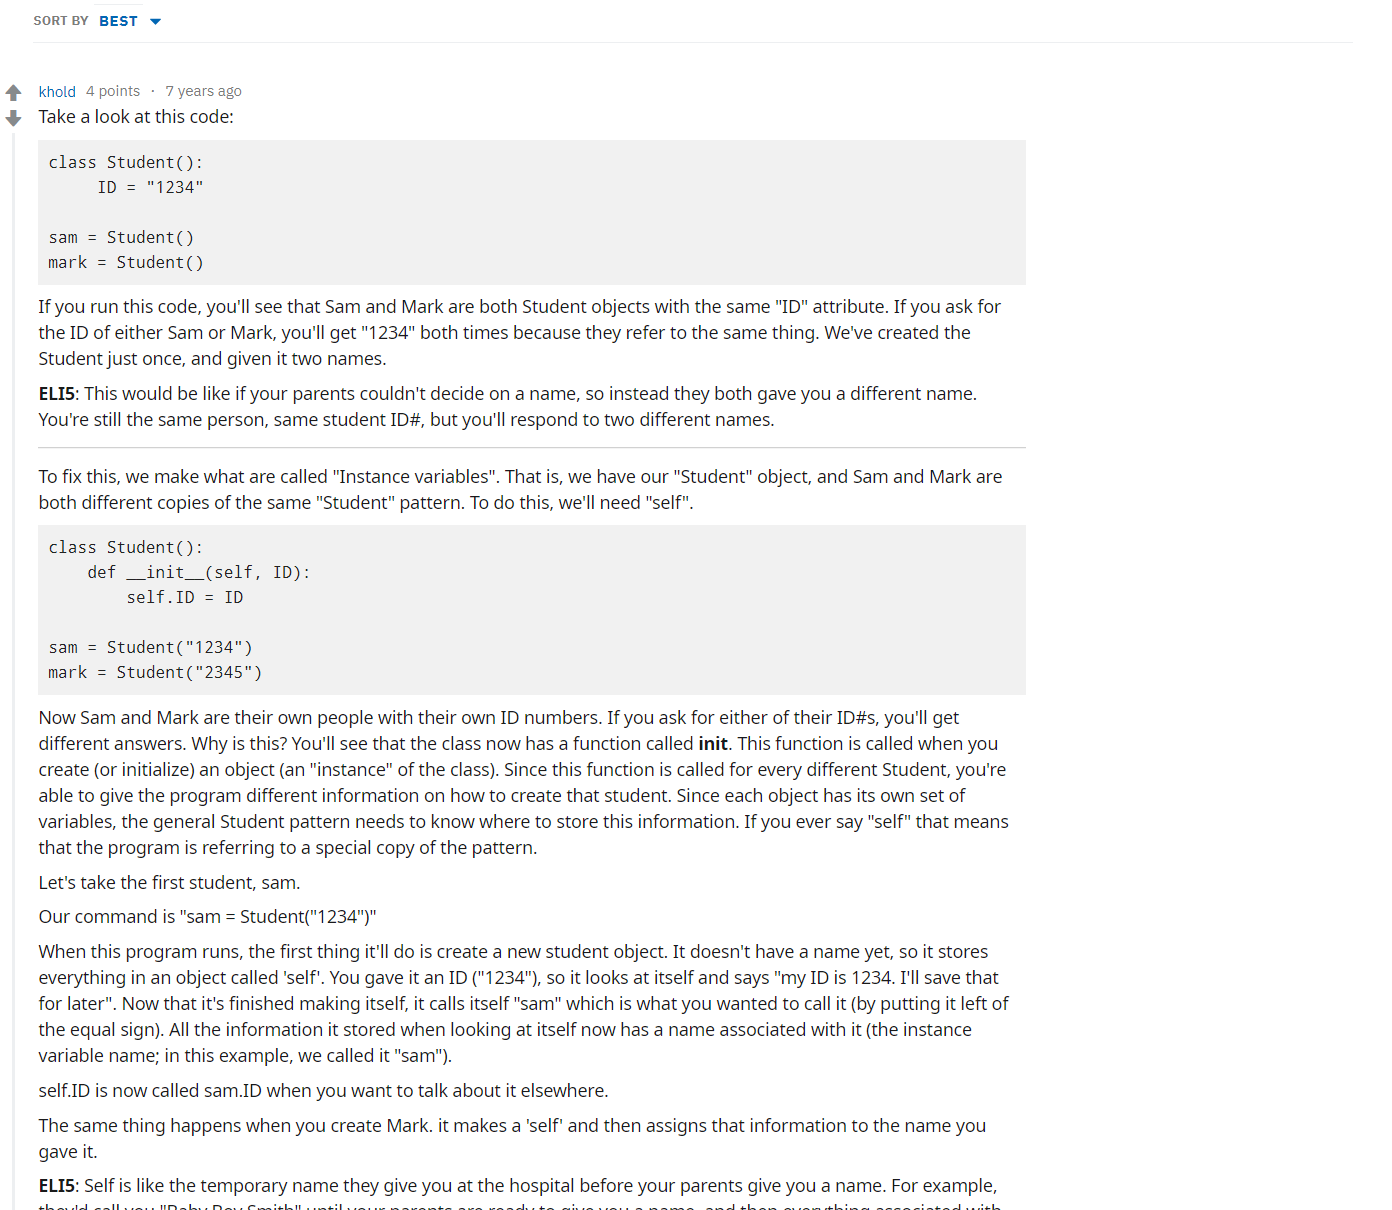 SORT BY BEST
khold 4 points · 7 years ago
Take a look at this code:
class Student():
     ID = "1234"
sam = Student()
mark = Student()
If you run this code, you'll see that Sam and Mark are both Student objects with the same "ID" attribute. If you ask for
the ID of either Sam or Mark, you'll get "1234" both times because they refer to the same thing. We've created the
Student just once, and given it two names.
ELI5: This would be like if your parents couldn't decide on a name, so instead they both gave you a different name.
You're still the same person, same student ID#, but you'll respond to two different names.
To fix this, we make what are called "Instance variables". That is, we have our "Student" object, and Sam and Mark are
both different copies of the same "Student" pattern. To do this, we'll need "self".
class Student():
    def __init__(self, ID):
        self.ID = ID
sam = Student("1234")
mark = Student("2345")
Now Sam and Mark are their own people with their own ID numbers. If you ask for either of their ID#s, you'll get
different answers. Why is this? You'll see that the class now has a function called init. This function is called when you
create (or initialize) an object (an "instance" of the class). Since this function is called for every different Student, you're
able to give the program different information on how to create that student. Since each object has its own set of
variables, the general Student pattern needs to know where to store this information. If you ever say "self" that means
that the program is referring to a special copy of the pattern.
Let's take the first student, sam.
Our command is "sam = Student("1234")"
When this program runs, the first thing it'll do is create a new student object. It doesn't have a name yet, so it stores
everything in an object called 'self'. You gave it an ID ("1234"), so it looks at itself and says "my ID is 1234. I'll save that
for later". Now that it's finished making itself, it calls itself "sam" which is what you wanted to call it (by putting it left of
the equal sign). All the information it stored when looking at itself now has a name associated with it (the instance
variable name; in this example, we called it "sam").
self.ID is now called sam.ID when you want to talk about it elsewhere.
The same thing happens when you create Mark. it makes a 'self' and then assigns that information to the name you
gave it.
ELI5: Self is like the temporary name they give you at the hospital before your parents give you a name. For example,
they'd call you "Baby Boy Smith" until your parents are ready to give you a name, and then everything associated with